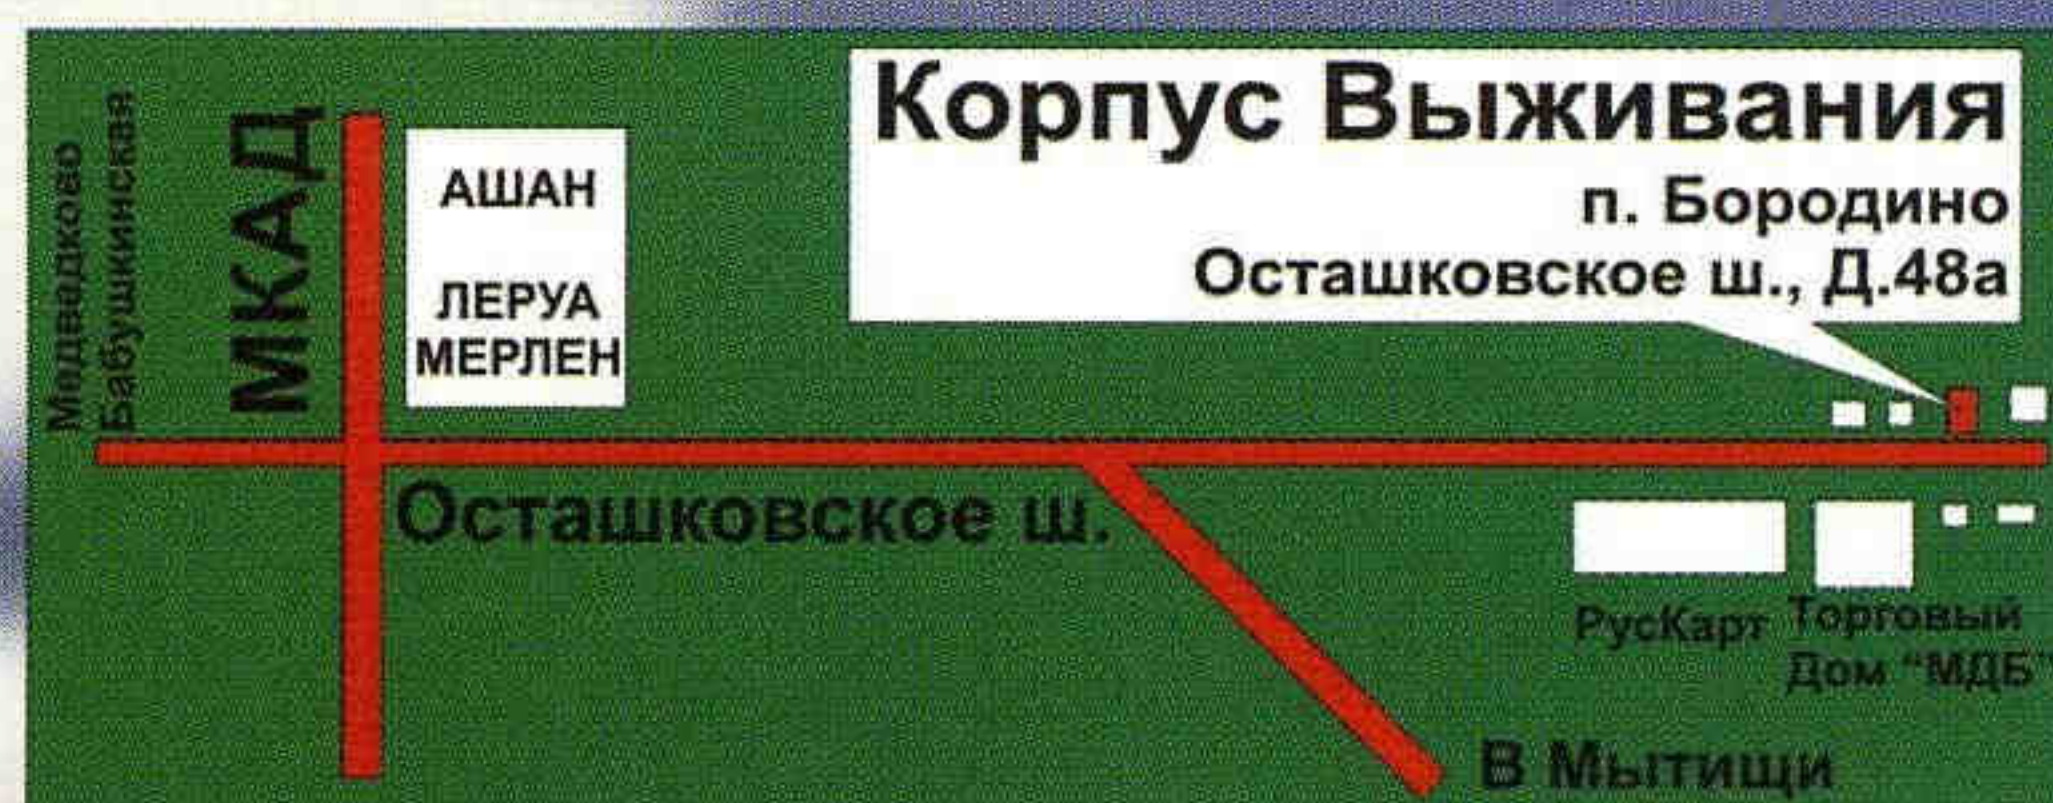 Медведково
Бабушкинская
МКАД
АШАН
ЛЕРУА
МЕРЛЕН
Корпус Выживания
п. Бородино
Осташковское ш., Д.48а
Осташковское ш.
РусКарт
Торговый
Дом "МДБ"
В Мытищи